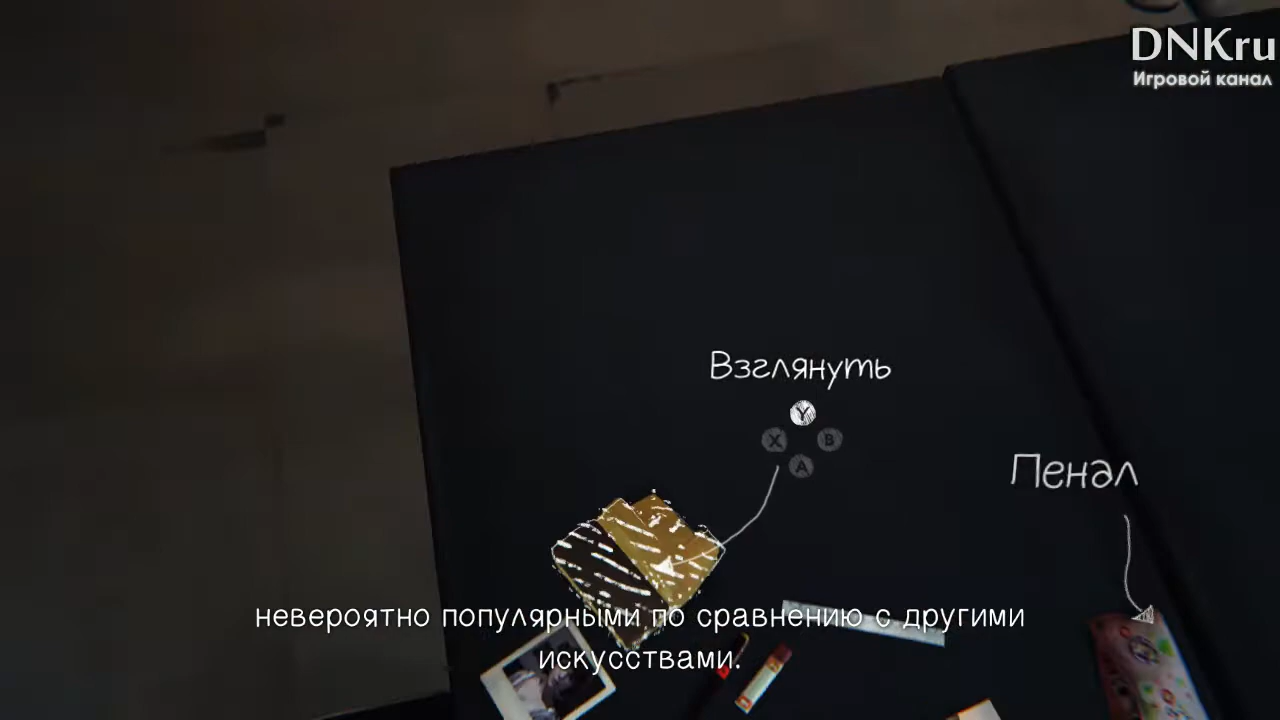 DNKru
Игровой канал
Взглянуть
Y
X
B
A
Пенал
невероятно популярными по сравнению с другими
искусствами.